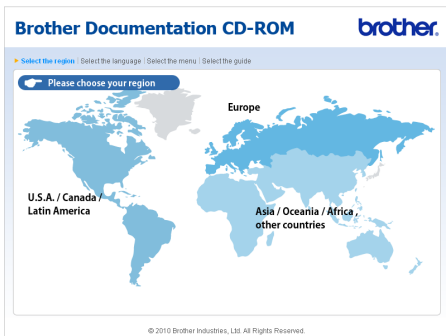 Brother Documentation CD-ROM
brother.
Select the region | Select the language | Select the menu | Select the guide
Please choose your region
Europe
U.S.A. / Canada /
Latin America
Asia / Oceania / Africa ,
other countries
© 2010 Brother Industries, Ltd. All Rights Reserved.